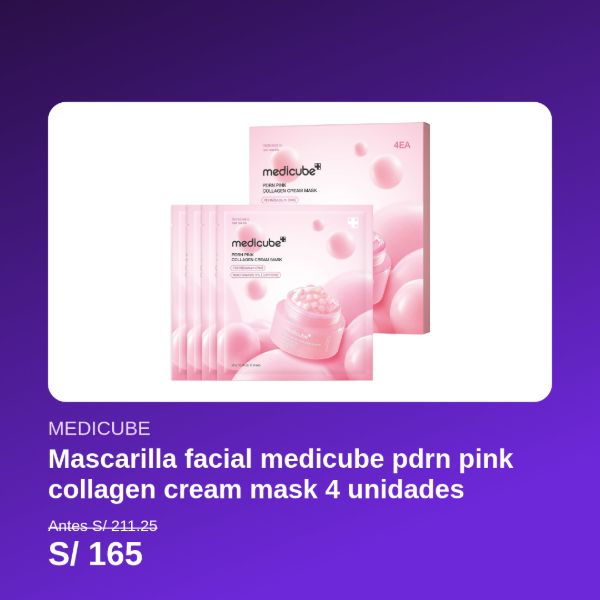 4EA
medicube
PDRN PINK
COLLAGEN CREAM MASK
medicube
PDRN PINK
COLLAGEN CREAM MASK
MEDICUBE
Mascarilla facial medicube pdrn pink
collagen cream mask 4 unidades
Antes S/ 211.25
S/ 165